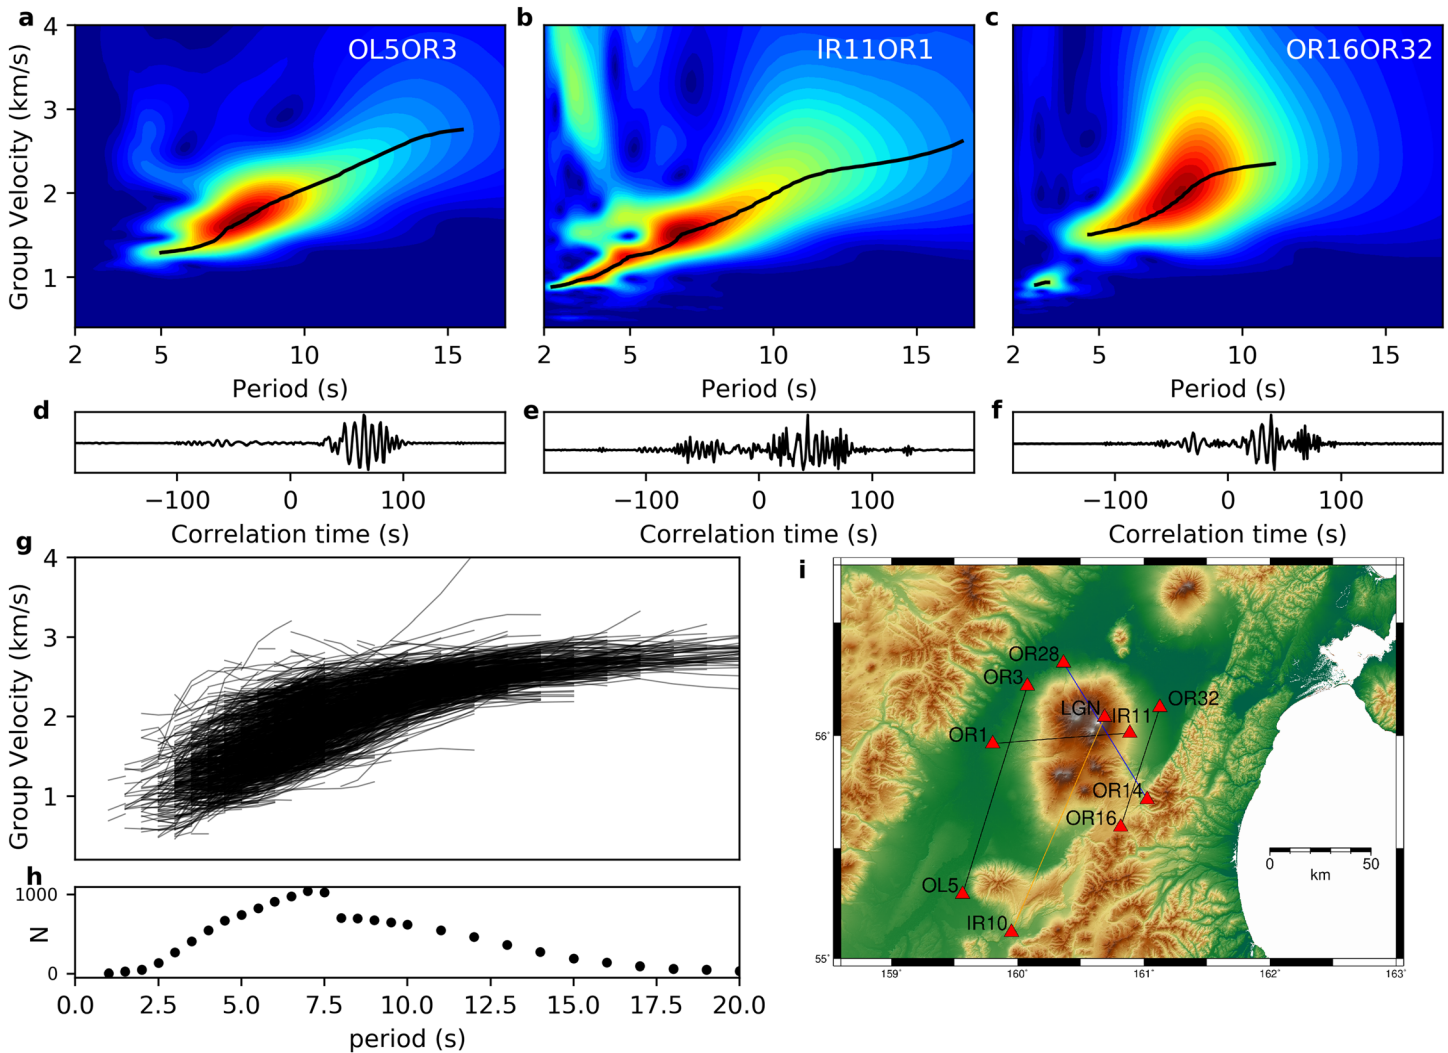 a
b
c
4
3
2
1
Group Velocity (km/s)
OL5OR3
IR11OR1
OR16OR32
2 5 10 15
2 5 10 15
2 5 10 15
Period (s)
Period (s)
Period (s)
d
e
f
−100 0 100
−100 0 100
−100 0 100
Correlation time (s)
Correlation time (s)
Correlation time (s)
g
4
3
2
1
Group Velocity (km/s)
h
1000
0
N
0.0 2.5 5.0 7.5 10.0 12.5 15.0 17.5 20.0
period (s)
i
OR28
OR3
LGN
IR11
OR32
OR1
OR14
OR16
OL5
IR10
56˚
55˚
0 50
km
159˚ 160˚ 161˚ 162˚ 163˚